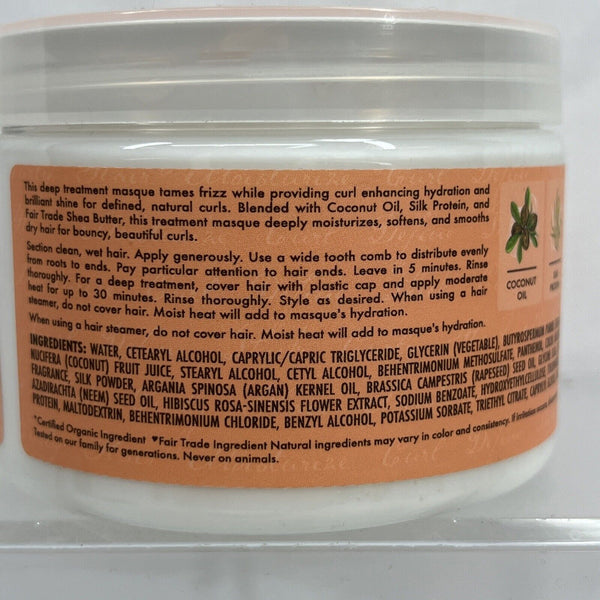 This deep treatment masque tames frizz while providing curl enhancing hydration and
brilliant shine for defined, natural curls. Blended with Coconut Oil, Silk Protein, and
Fair Trade Shea Butter, this treatment masque deeply moisturizes, softens, and smooths
dry hair for bouncy, beautiful curls.
Section clean, wet hair. Apply generously. Use a wide tooth comb to distribute evenly
from roots to ends. Pay particular attention to hair ends. Leave in 5 minutes. Rinse
thoroughly. For a deep treatment, cover hair with plastic cap and apply moderate
heat for up to 30 minutes. Rinse thoroughly. Style as desired. When using a hair
steamer, do not cover hair. Moist heat will add to masque's hydration.
When using a hair steamer, do not cover hair. Moist heat will add to masque's hydration.
INGREDIENTS: WATER, CETEARYL ALCOHOL, CAPRYLIC/CAPRIC TRIGLYCERIDE, GLYCERIN (VEGETABLE), BUTYROSPERMUM
NUCIFERA (COCONUT) FRUIT JUICE, STEARYL ALCOHOL, CETYL ALCOHOL, BEHENTRIMONIUM METHOSULFATE, PANTHENOL,
FRAGRANCE, SILK POWDER, ARGANIA SPINOSA (ARGAN) KERNEL OIL, BRASSICA CAMPESTRIS (RAPESEED) SEED OIL,
AZADIRACHTA (NEEM) SEED OIL, HIBISCUS ROSA-SINENSIS FLOWER EXTRACT, SODIUM BENZOATE, HYDROXYETHYLCELLULOSE,
PROTEIN, MALTODEXTRIN, BEHENTRIMONIUM CHLORIDE, BENZYL ALCOHOL, POTASSIUM SORBATE, TRIETHYL CITRATE,
*Certified Organic Ingredient ♥Fair Trade Ingredient Natural ingredients may vary in color and consistency. If irritation
Tested on our family for generations. Never on animals.
COCONUT
OIL